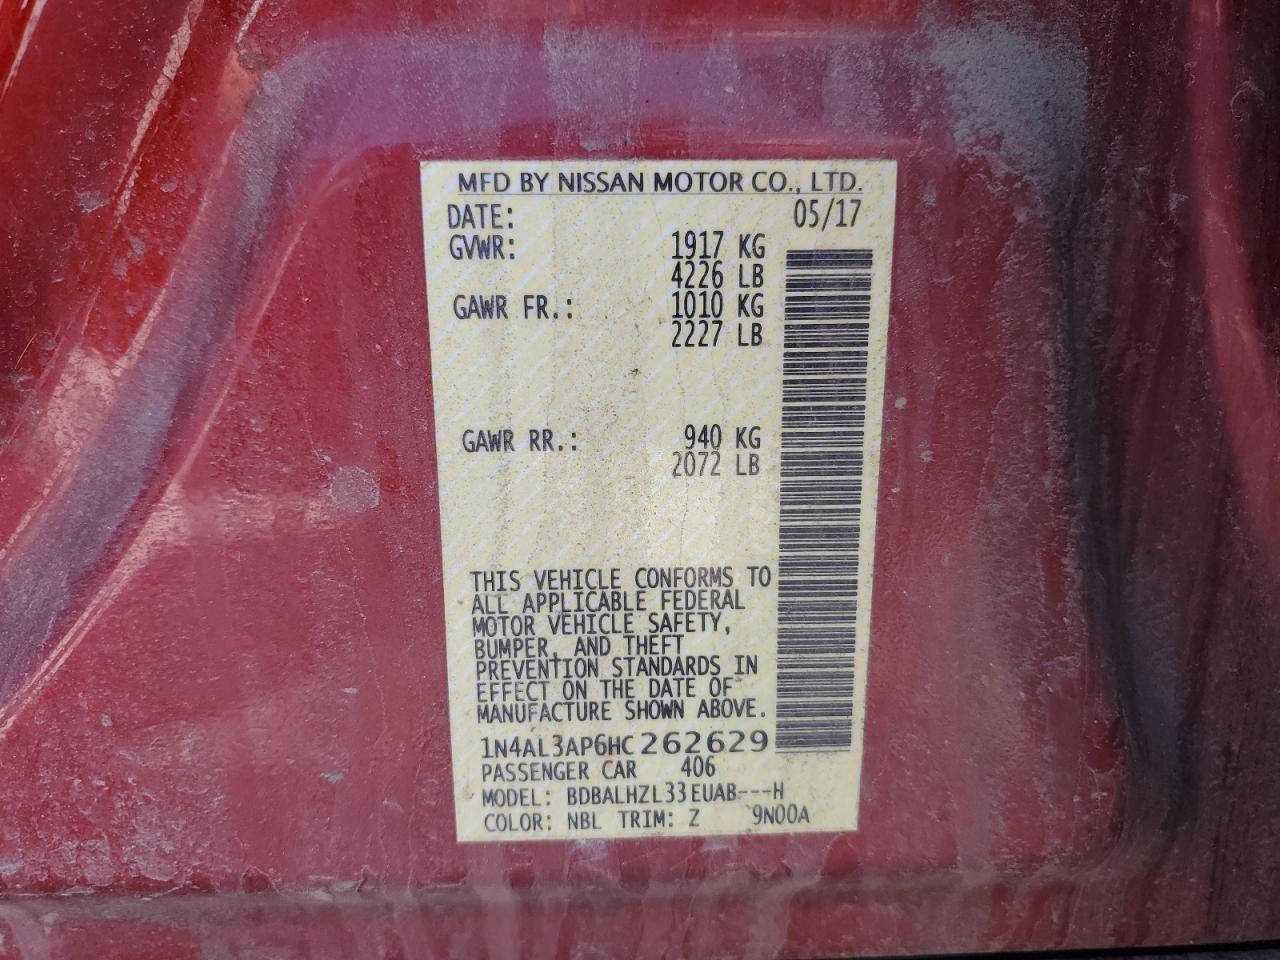 MFD BY NISSAN MOTOR CO., LTD.
DATE: 05/17
GVWR: 1917 KG
4226 LB
GAWR FR.: 1010 KG
2227 LB
GAWR RR.: 940 KG
2072 LB
THIS VEHICLE CONFORMS TO
ALL APPLICABLE FEDERAL
MOTOR VEHICLE SAFETY,
BUMPER, AND THEFT
PREVENTION STANDARDS IN
EFFECT ON THE DATE OF
MANUFACTURE SHOWN ABOVE.
1N4AL3AP6HC262629
PASSENGER CAR 406
MODEL: BDBALHZL33EUAB---H
COLOR: NBL TRIM: Z 9N00A